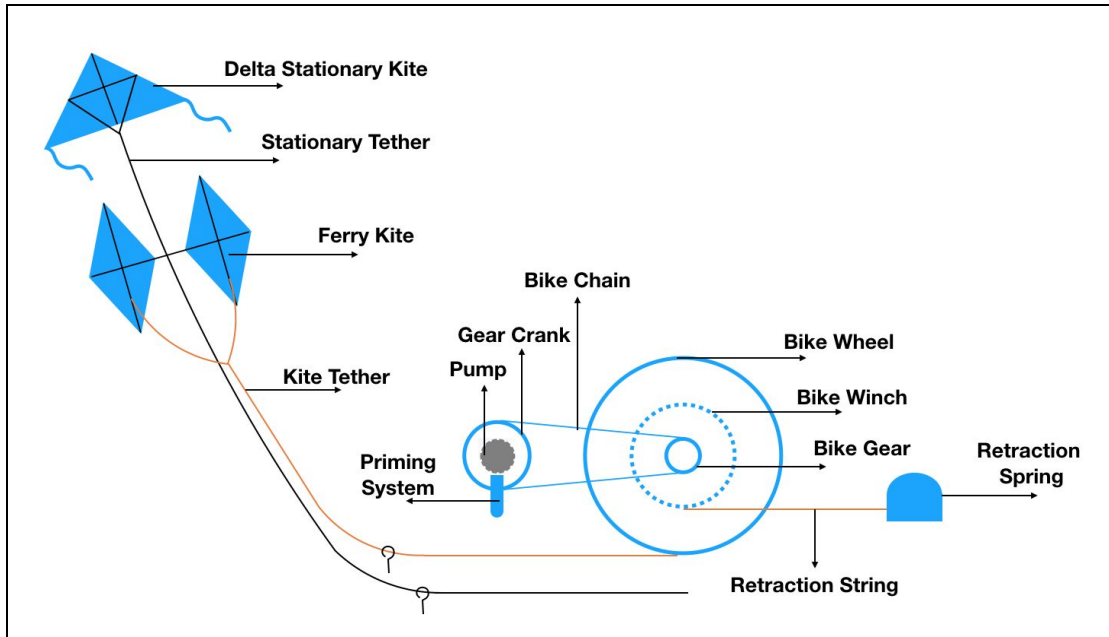 Delta Stationary Kite
Stationary Tether
Ferry Kite
Bike Chain
Gear Crank
Bike Wheel
Pump
Kite Tether
Bike Winch
Bike Gear
Retraction
Spring
Priming
System
Retraction String